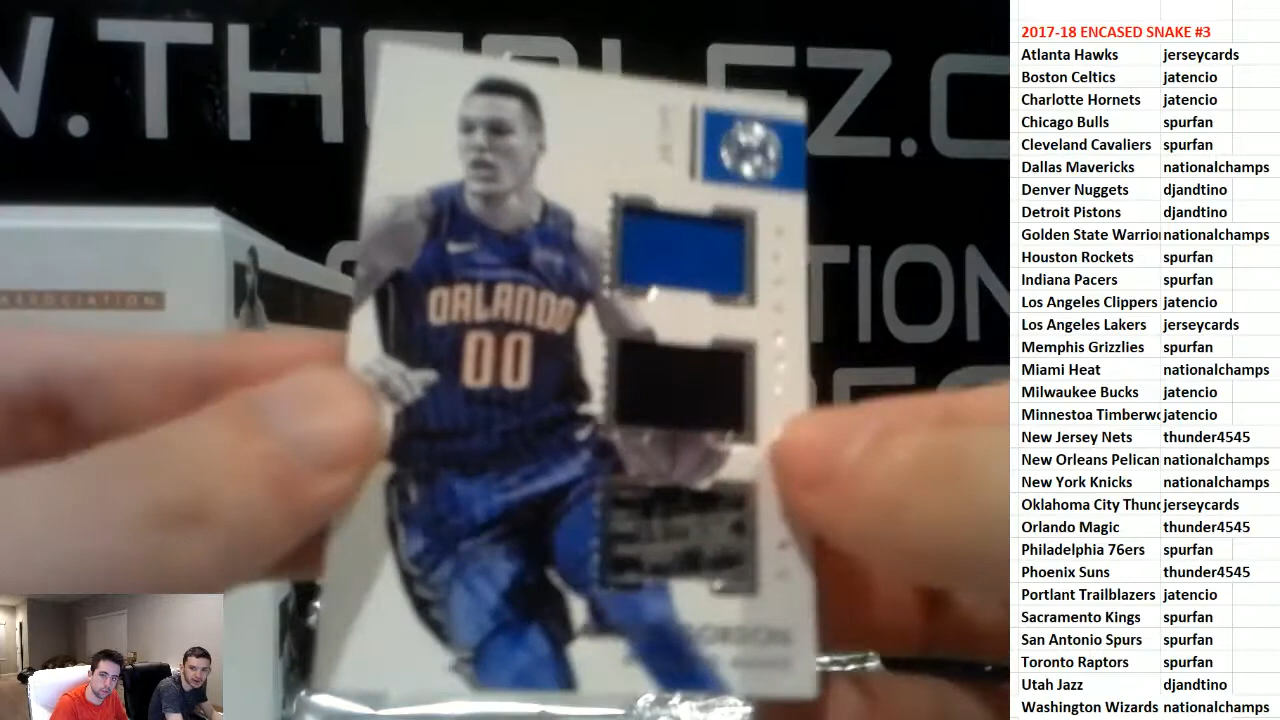 2017-18 ENCASED SNAKE #3
Atlanta Hawks jerseycards
Boston Celtics jatencio
Charlotte Hornets jatencio
Chicago Bulls spurfan
Cleveland Cavaliers spurfan
Dallas Mavericks nationalchamps
Denver Nuggets djandtino
Detroit Pistons djandtino
Golden State Warrior nationalchamps
Houston Rockets spurfan
Indiana Pacers spurfan
Los Angeles Clippers jatencio
Los Angeles Lakers jerseycards
Memphis Grizzlies spurfan
Miami Heat nationalchamps
Milwaukee Bucks jatencio
Minnestoa Timberwo jatencio
New Jersey Nets thunder4545
New Orleans Pelican nationalchamps
New York Knicks nationalchamps
Oklahoma City Thund jerseycards
Orlando Magic thunder4545
Philadelphia 76ers spurfan
Phoenix Suns thunder4545
Portlant Trailblazers jatencio
Sacramento Kings spurfan
San Antonio Spurs spurfan
Toronto Raptors spurfan
Utah Jazz djandtino
Washington Wizards nationalchamps
ORLANDO
00
GORDON
ASSOCIATION